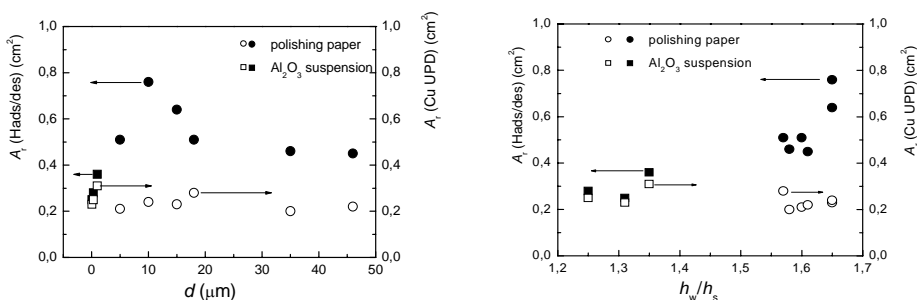 1,0
0,8
0,6
0,4
0,2
0,0
A_r (Hads/des) (cm²)
polishing paper
Al₂O₃ suspension
1,0
0,8
0,6
0,4
0,2
0,0
A_r (Cu UPD) (cm²)
0 10 20 30 40 50
d (μm)
1,0
0,8
0,6
0,4
0,2
0,0
A_r (Hads/des) (cm²)
polishing paper
Al₂O₃ suspension
1,0
0,8
0,6
0,4
0,2
0,0
A_r (Cu UPD) (cm²)
1,2 1,3 1,4 1,5 1,6 1,7
h_w/h_s